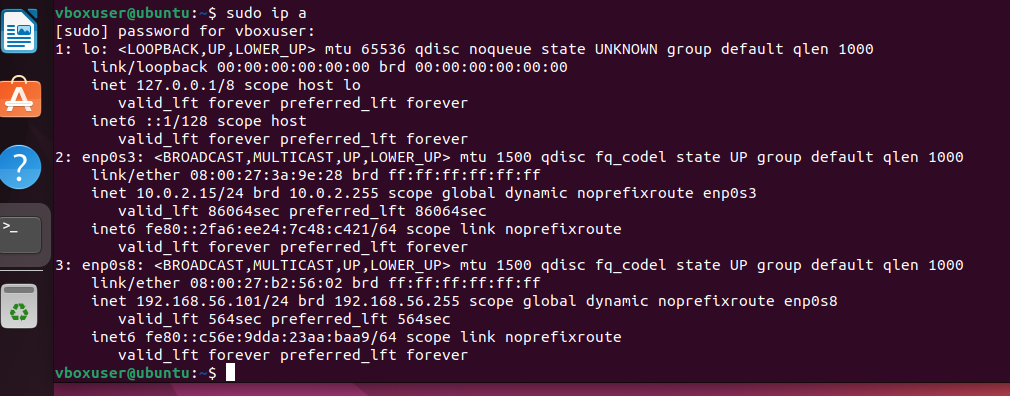 vboxuser@ubuntu:~$ sudo ip a
[sudo] password for vboxuser:
1: lo: <LOOPBACK,UP,LOWER_UP> mtu 65536 qdisc noqueue state UNKNOWN group default qlen 1000
    link/loopback 00:00:00:00:00:00 brd 00:00:00:00:00:00
    inet 127.0.0.1/8 scope host lo
       valid_lft forever preferred_lft forever
    inet6 ::1/128 scope host
       valid_lft forever preferred_lft forever
2: enp0s3: <BROADCAST,MULTICAST,UP,LOWER_UP> mtu 1500 qdisc fq_codel state UP group default qlen 1000
    link/ether 08:00:27:3a:9e:28 brd ff:ff:ff:ff:ff:ff
    inet 10.0.2.15/24 brd 10.0.2.255 scope global dynamic noprefixroute enp0s3
       valid_lft 86064sec preferred_lft 86064sec
    inet6 fe80::2fa6:ee24:7c48:c421/64 scope link noprefixroute
       valid_lft forever preferred_lft forever
3: enp0s8: <BROADCAST,MULTICAST,UP,LOWER_UP> mtu 1500 qdisc fq_codel state UP group default qlen 1000
    link/ether 08:00:27:b2:56:02 brd ff:ff:ff:ff:ff:ff
    inet 192.168.56.101/24 brd 192.168.56.255 scope global dynamic noprefixroute enp0s8
       valid_lft 564sec preferred_lft 564sec
    inet6 fe80::c56e:9dda:23aa:baa9/64 scope link noprefixroute
       valid_lft forever preferred_lft forever
vboxuser@ubuntu:~$